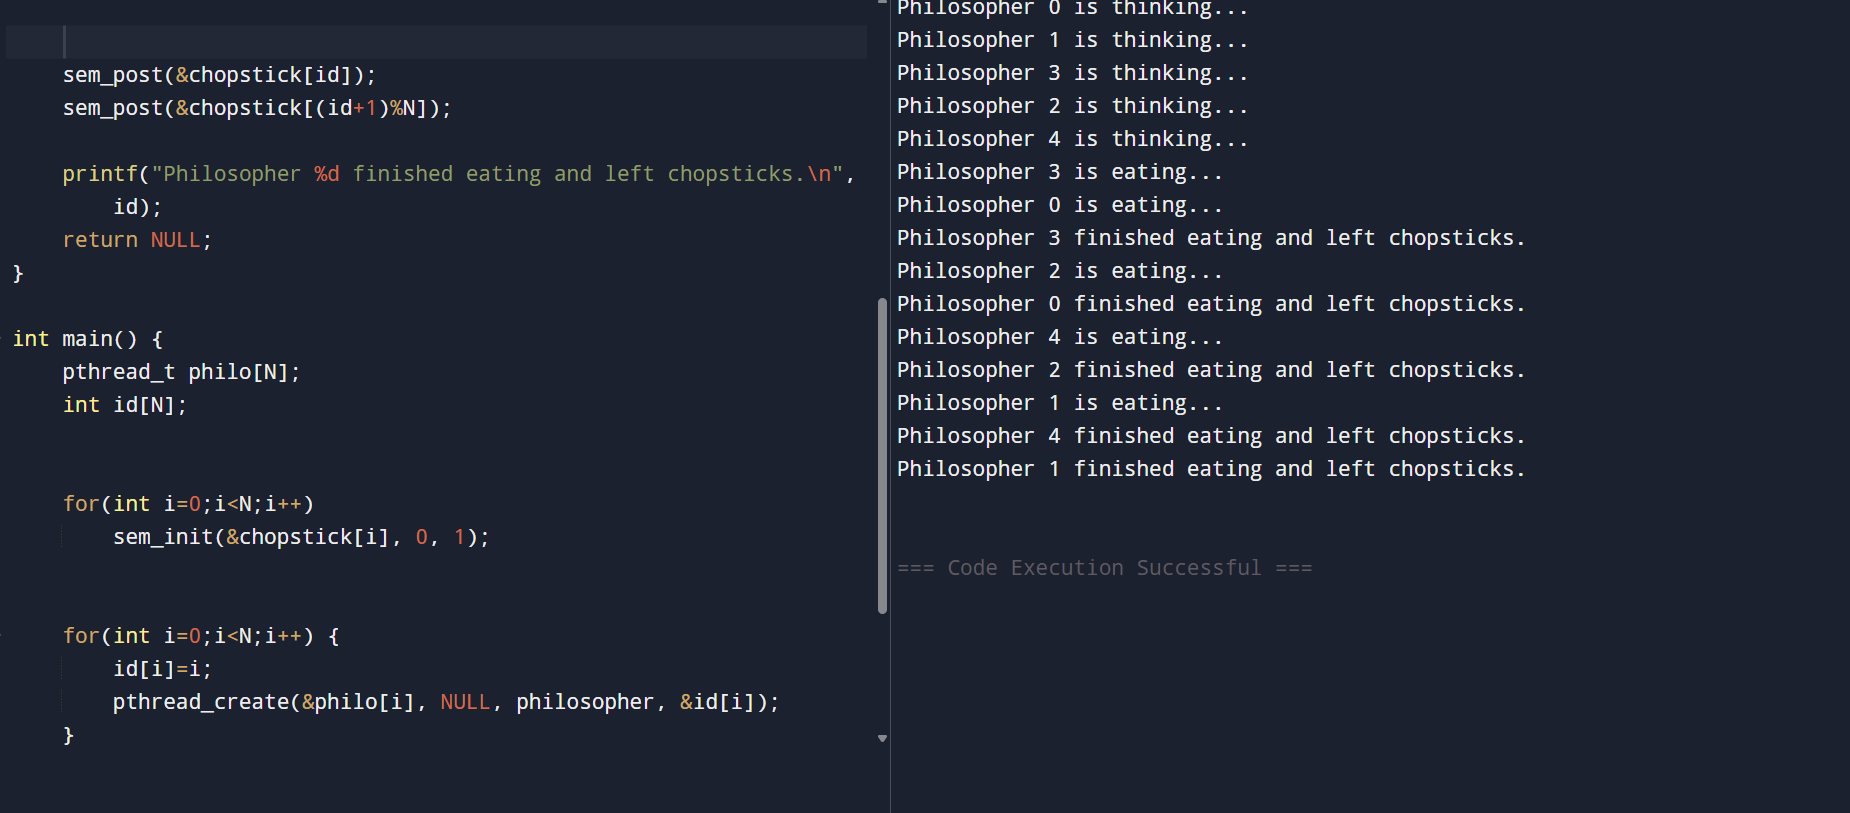 sem_post(&chopstick[id]);
sem_post(&chopstick[(id+1)%N]);
printf("Philosopher %d finished eating and left chopsticks.\n",
id);
return NULL;
}
int main() {
pthread_t philo[N];
int id[N];
for(int i=0;i<N;i++)
sem_init(&chopstick[i], 0, 1);
for(int i=0;i<N;i++) {
id[i]=i;
pthread_create(&philo[i], NULL, philosopher, &id[i]);
}
Philosopher 0 is thinking...
Philosopher 1 is thinking...
Philosopher 3 is thinking...
Philosopher 2 is thinking...
Philosopher 4 is thinking...
Philosopher 3 is eating...
Philosopher 0 is eating...
Philosopher 3 finished eating and left chopsticks.
Philosopher 2 is eating...
Philosopher 0 finished eating and left chopsticks.
Philosopher 4 is eating...
Philosopher 2 finished eating and left chopsticks.
Philosopher 1 is eating...
Philosopher 4 finished eating and left chopsticks.
Philosopher 1 finished eating and left chopsticks.
=== Code Execution Successful ===